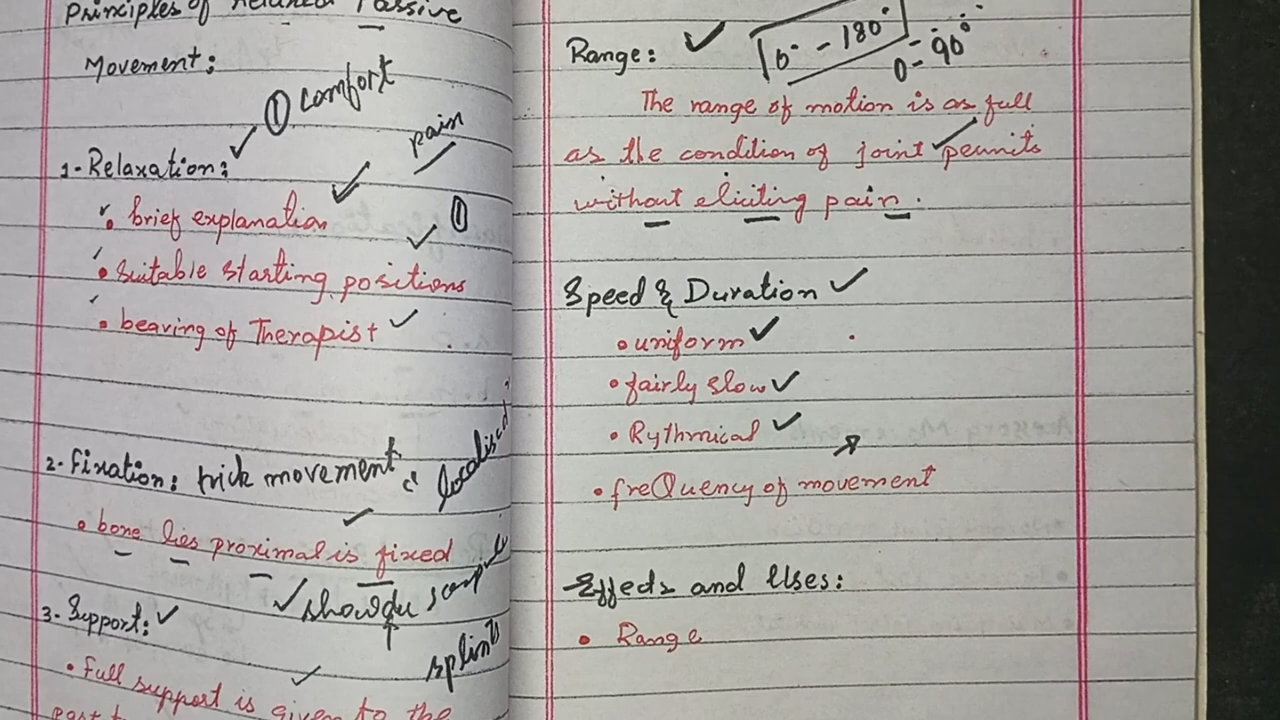 Principles of Relaxed Passive
Movement:
① comfort
pain
1- Relaxation:
• brief explanation
①
• Suitable starting positions
• bearing of Therapist
2- Fixation: trick movement
localised
• bone lies proximal is fixed
3. Support:
splints
• full support is given to the
part
Range:
0° - 180°
0 - 90°
The range of motion is as full
as the condition of joint permits
without eliciting pain.
Speed & Duration
• uniform
• fairly slow
• Rythmical
• freQuency of movement
Effects and Uses:
• Range